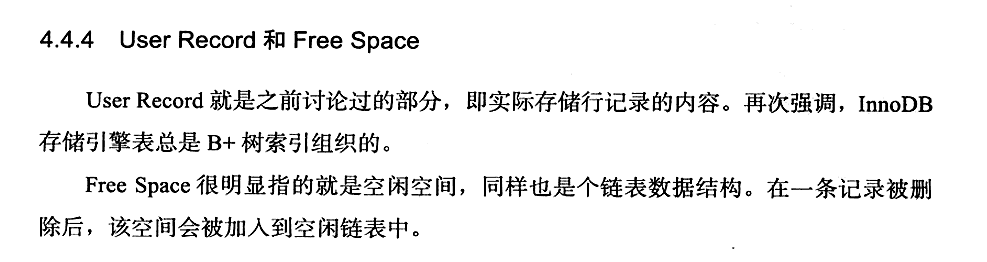 4.4.4 User Record 和 Free Space
User Record 就是之前讨论过的部分，即实际存储行记录的内容。再次强调，InnoDB
存储引擎表总是 B+ 树索引组织的。
Free Space 很明显指的就是空闲空间，同样也是个链表数据结构。在一条记录被删
除后，该空间会被加入到空闲链表中。